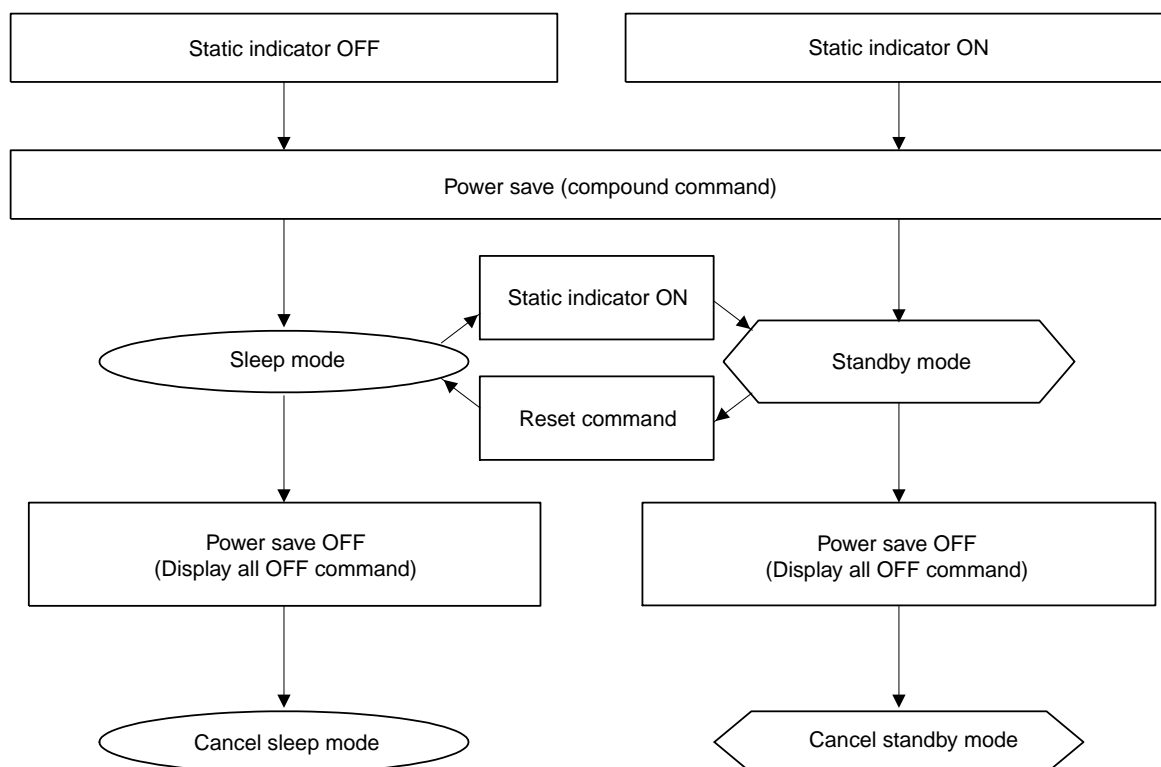 Static indicator OFF
Static indicator ON
Power save (compound command)
Static indicator ON
Sleep mode
Standby mode
Reset command
Power save OFF
(Display all OFF command)
Power save OFF
(Display all OFF command)
Cancel sleep mode
Cancel standby mode